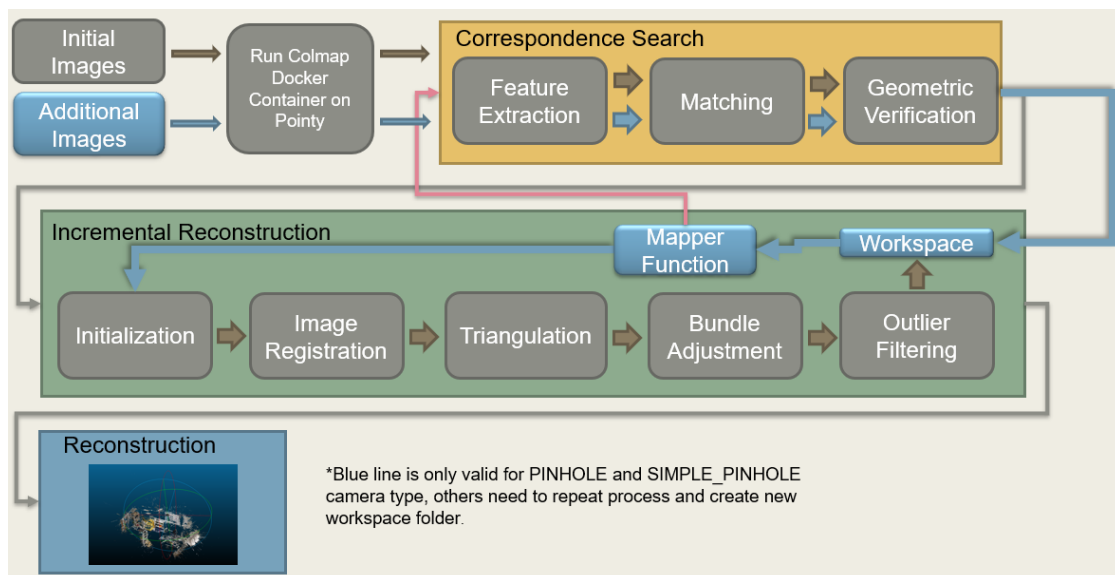 Initial
Images
Additional
Images
Run Colmap
Docker
Container on
Pointy
Correspondence Search
Feature
Extraction
Matching
Geometric
Verification
Incremental Reconstruction
Mapper
Function
Workspace
Initialization
Image
Registration
Triangulation
Bundle
Adjustment
Outlier
Filtering
Reconstruction
*Blue line is only valid for PINHOLE and SIMPLE_PINHOLE
camera type, others need to repeat process and create new
workspace folder.